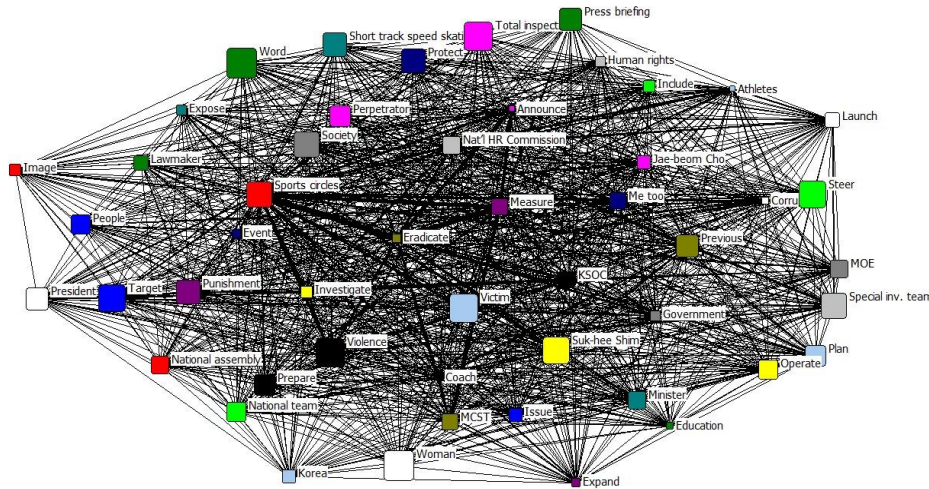 Press briefing
Total inspect
Short track speed skati
Word
Protect
Human rights
Include
Athletes
Expose
Perpetrator
Announce
Launch
Society
Nat'l HR Commission
Lawmaker
Jae-beom Cho
Image
Sports circles
Steer
Measure
Me too
Corru
People
Events
Eradicate
Previous
MOE
KSOC
President
Target
Punishment
Investigate
Victim
Special inv. team
Government
Violence
Suk-hee Shim
Plan
National assembly
Operate
Prepare
Coach
National team
MCST
Issue
Minister
Education
Woman
Korea
Expand